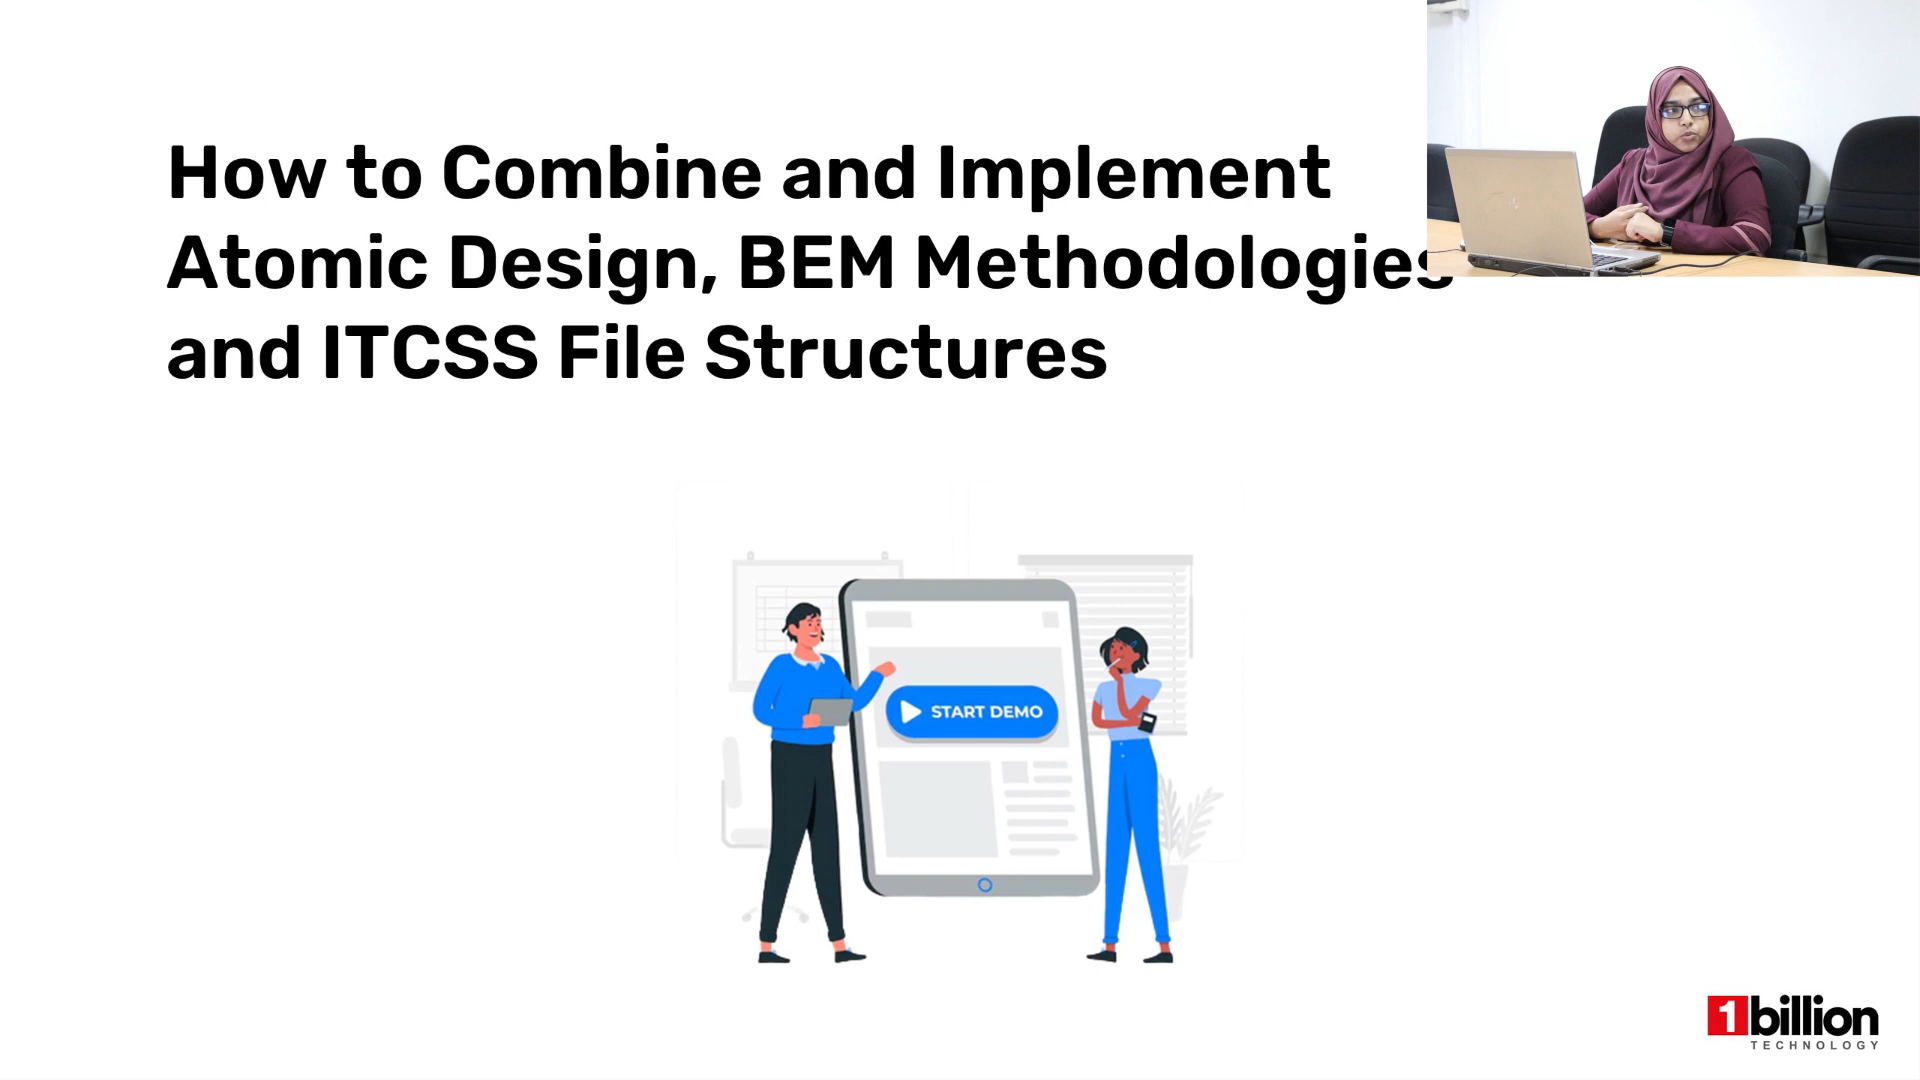 How to Combine and Implement
Atomic Design, BEM Methodologies
and ITCSS File Structures
START DEMO
1billion
TECHNOLOGY